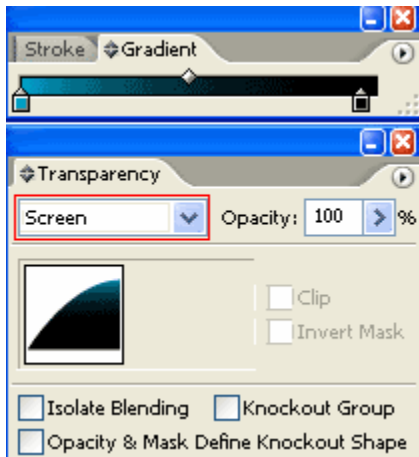 Stroke Gradient
Transparency
Screen Opacity: 100 %
Clip
Invert Mask
Isolate Blending Knockout Group
Opacity & Mask Define Knockout Shape